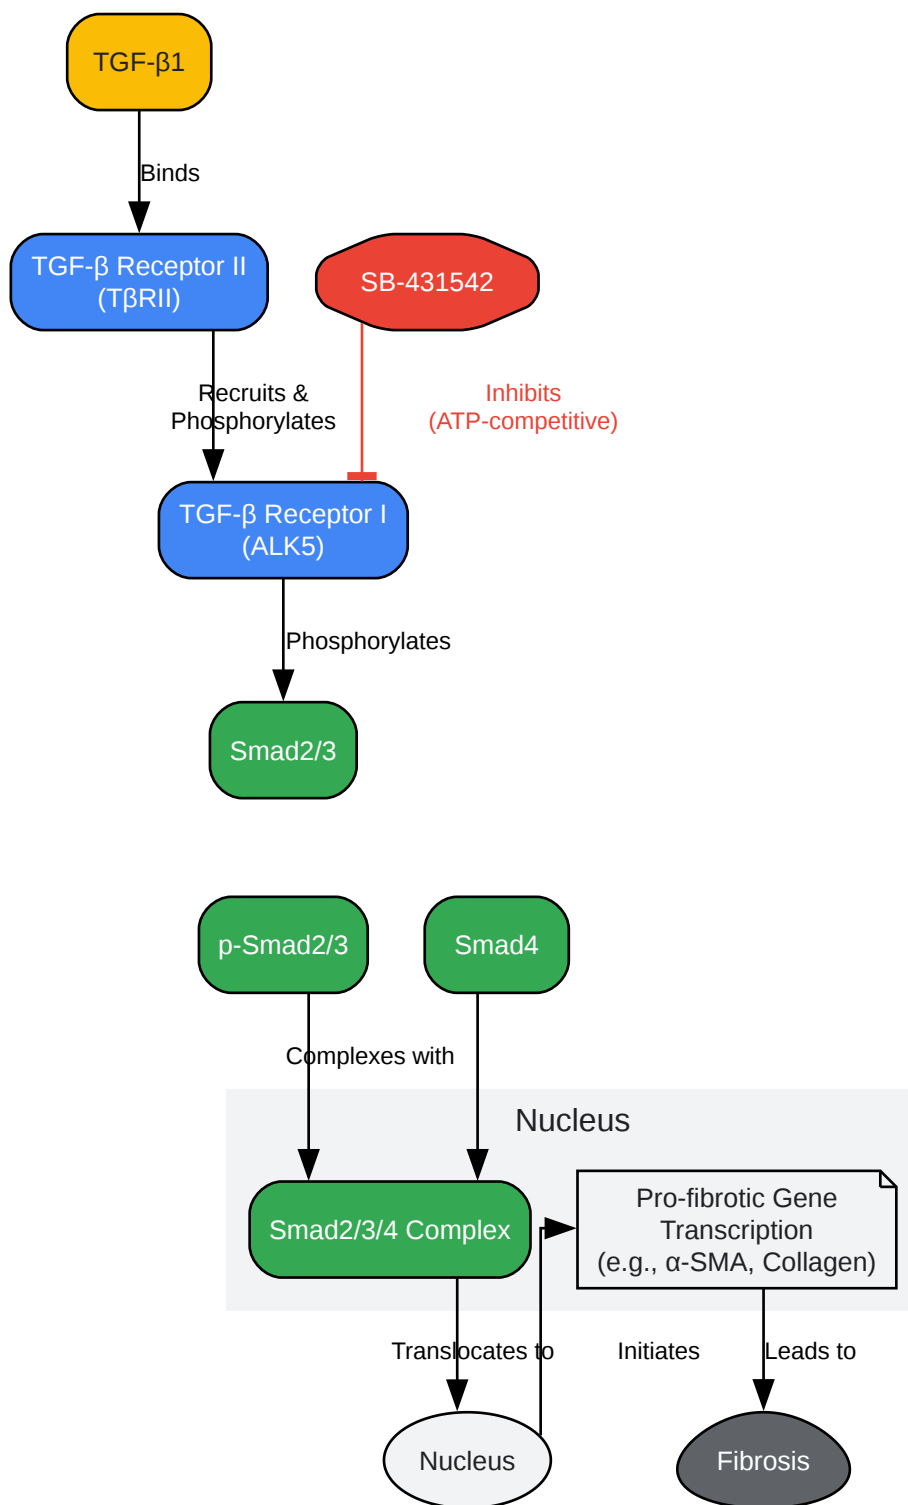 TGF-β1
Binds
TGF-β Receptor II
(TβRII)
SB-431542
Recruits &
Phosphorylates
Inhibits
(ATP-competitive)
TGF-β Receptor I
(ALK5)
Phosphorylates
Smad2/3
p-Smad2/3
Smad4
Complexes with
Nucleus
Smad2/3/4 Complex
Pro-fibrotic Gene
Transcription
(e.g., α-SMA, Collagen)
Translocates to
Initiates
Leads to
Nucleus
Fibrosis